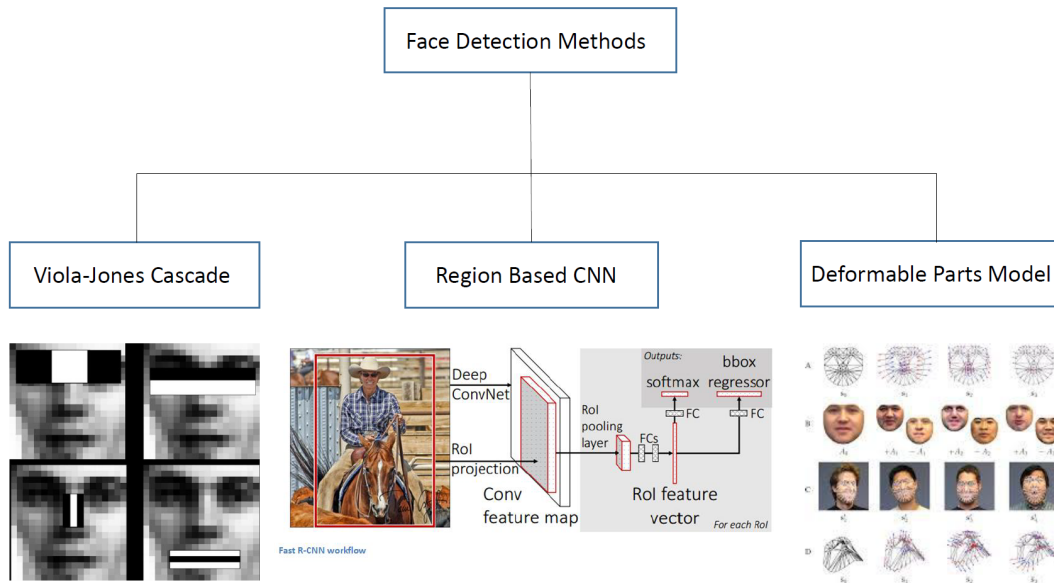 Face Detection Methods
Viola-Jones Cascade
Region Based CNN
Deformable Parts Model
Deep
ConvNet
RoI
projection
Conv
feature map
RoI
pooling
layer
FCs
RoI feature
vector
Outputs:
softmax
bbox
regressor
FC
FC
For each RoI
Fast R-CNN workflow
A
B
C
D